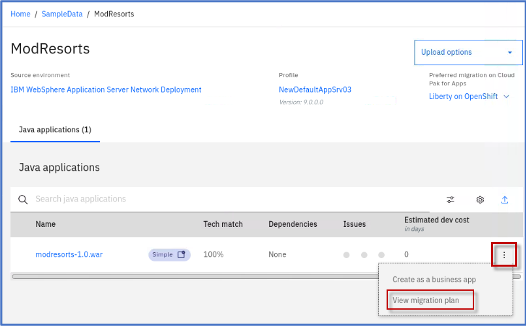 Home / SampleData / ModResorts
ModResorts
Upload options
Source environment
Profile
Preferred migration on Cloud
Pak for Apps
IBM WebSphere Application Server Network Deployment
NewDefaultAppSrv03
Version: 9.0.0.0
Liberty on OpenShift
Java applications (1)
Java applications
Search java applications
Name Tech match Dependencies Issues Estimated dev cost
in days
modresorts-1.0.war Simple 100% None 0
Create as a business app
View migration plan